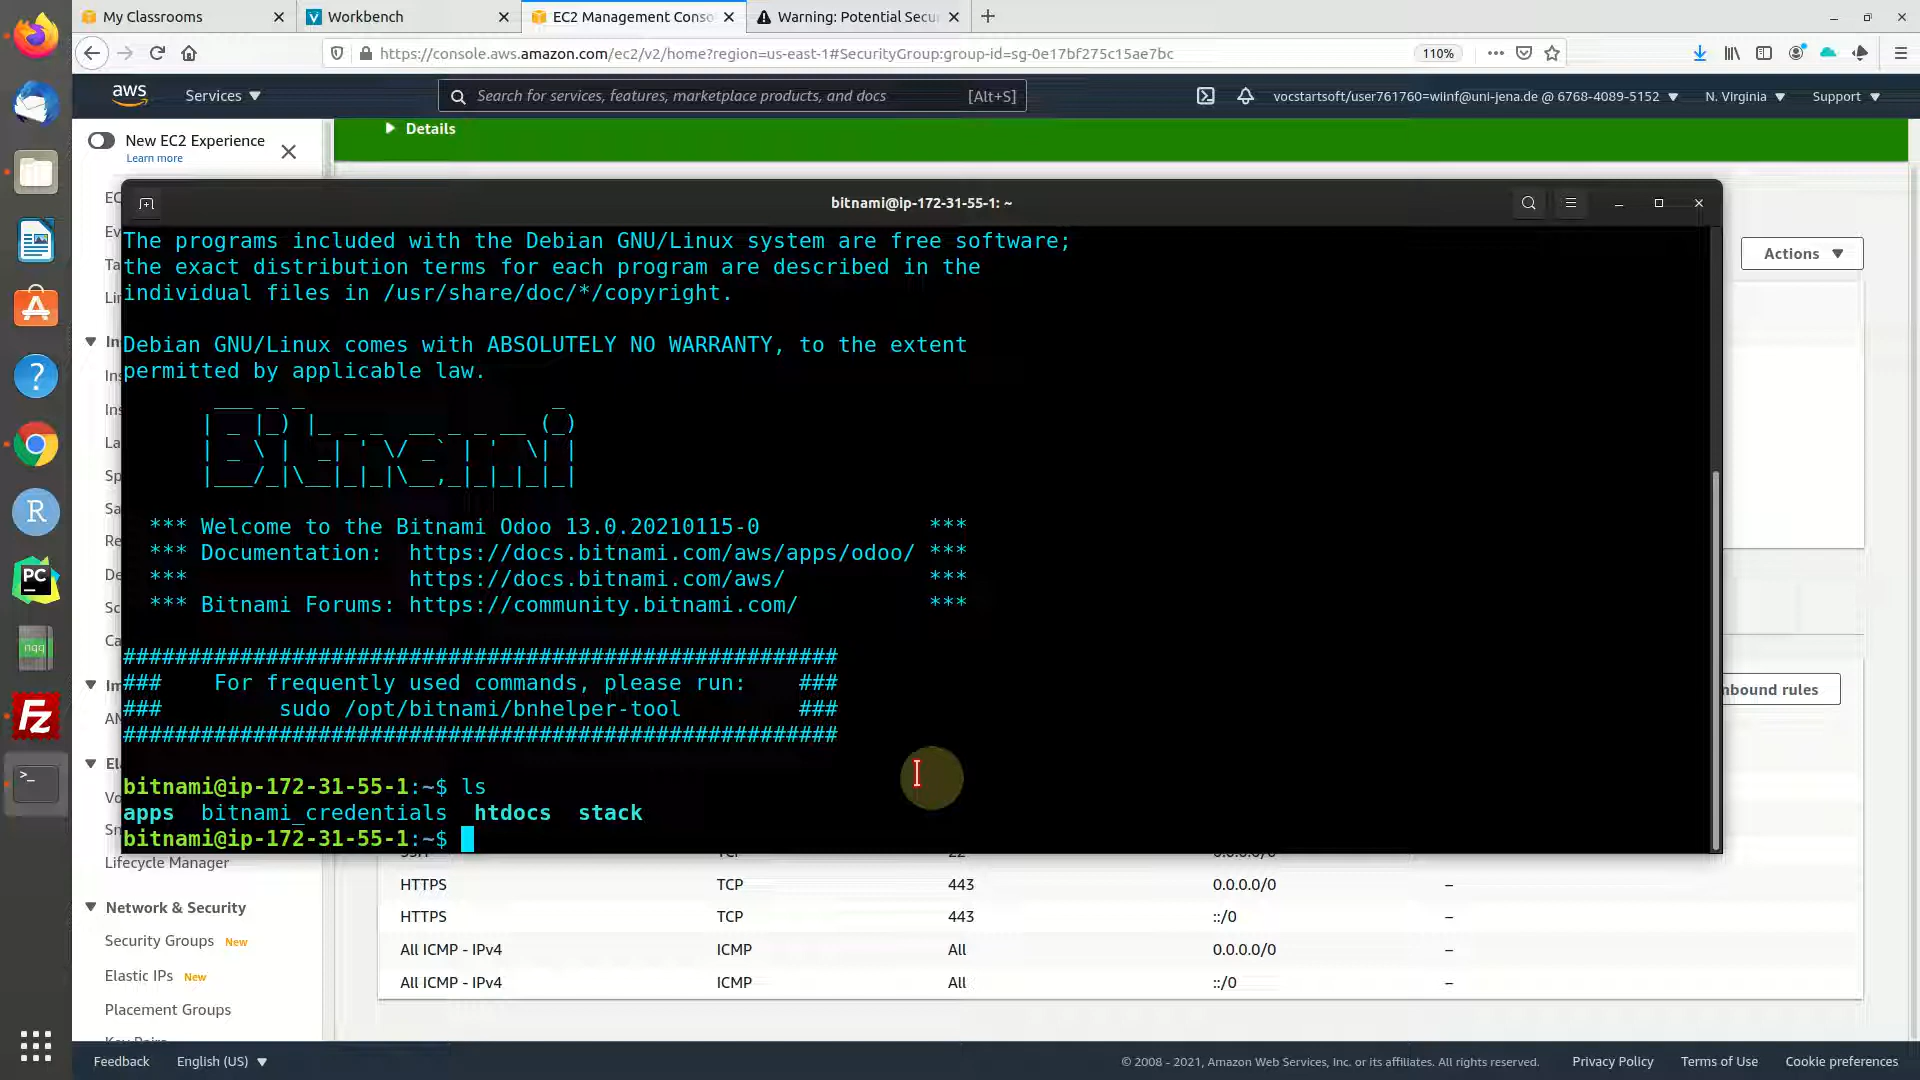 My Classrooms
Workbench
EC2 Management Conso
Warning: Potential Secu
https://console.aws.amazon.com/ec2/v2/home?region=us-east-1#SecurityGroup:group-id=sg-0e17bf275c15ae7bc
110%
aws
Services
Search for services, features, marketplace products, and docs
[Alt+S]
vocstartsoft/user761760=wiinf@uni-jena.de @ 6768-4089-5152
N. Virginia
Support
New EC2 Experience
Learn more
Details
bitnami@ip-172-31-55-1: ~
Actions
The programs included with the Debian GNU/Linux system are free software;
the exact distribution terms for each program are described in the
individual files in /usr/share/doc/*/copyright.
Debian GNU/Linux comes with ABSOLUTELY NO WARRANTY, to the extent
permitted by applicable law.
Bitnami
*** Welcome to the Bitnami Odoo 13.0.20210115-0 ***
*** Documentation: https://docs.bitnami.com/aws/apps/odoo/ ***
*** https://docs.bitnami.com/aws/ ***
*** Bitnami Forums: https://community.bitnami.com/ ***
#######################################################
### For frequently used commands, please run: ###
### sudo /opt/bitnami/bnhelper-tool ###
#######################################################
bitnami@ip-172-31-55-1:~$ ls
apps bitnami_credentials htdocs stack
bitnami@ip-172-31-55-1:~$
nbound rules
Lifecycle Manager
Network & Security
Security Groups New
Elastic IPs New
Placement Groups
HTTPS TCP 443 0.0.0.0/0 –
HTTPS TCP 443 ::/0 –
All ICMP - IPv4 ICMP All 0.0.0.0/0 –
All ICMP - IPv4 ICMP All ::/0 –
Feedback
English (US)
© 2008 - 2021, Amazon Web Services, Inc. or its affiliates. All rights reserved.
Privacy Policy
Terms of Use
Cookie preferences